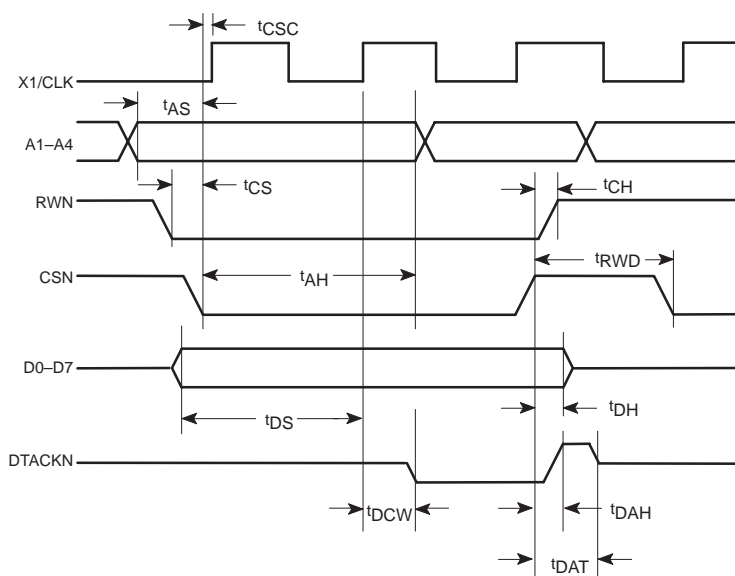 tCSC
X1/CLK
tAS
A1–A4
tCS
tCH
RWN
tRWD
CSN
tAH
D0–D7
tDH
tDS
DTACKN
tDCW
tDAH
tDAT